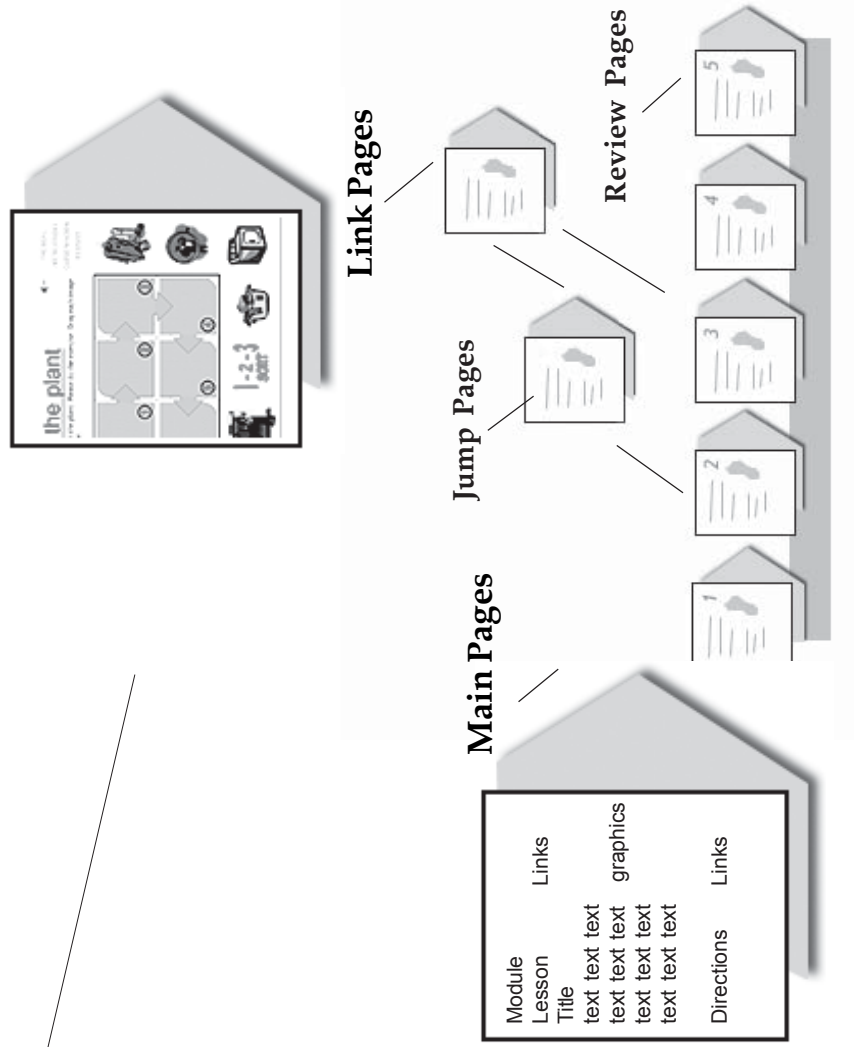 the plant
1-2-3
SORT
Link Pages
Jump Pages
Main Pages
Module
Lesson Links
Title
text text text
text text text graphics
text text text
text text text
Directions Links
Review Pages
1 2 3 4 5